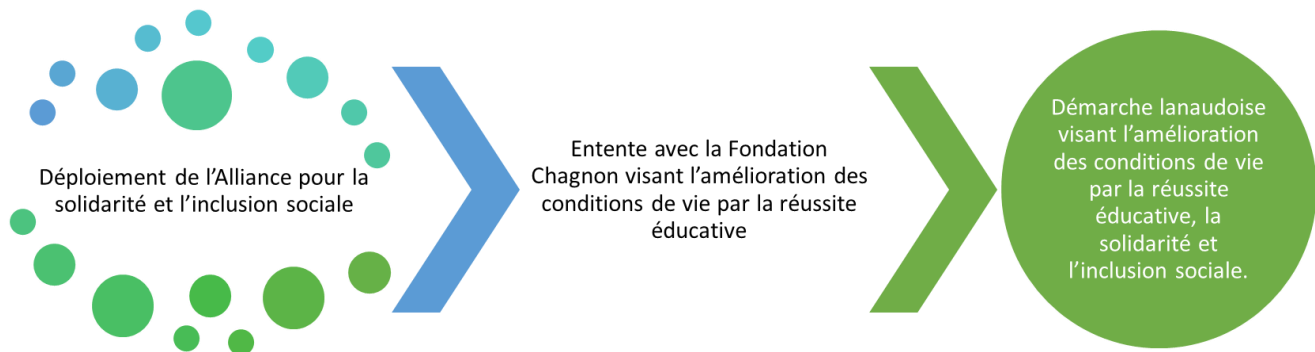 Déploiement de l’Alliance pour la
solidarité et l’inclusion sociale
Entente avec la Fondation
Chagnon visant l’amélioration des
conditions de vie par la réussite
éducative
Démarche lanaudoise
visant l’amélioration
des conditions de vie
par la réussite
éducative, la
solidarité et
l’inclusion sociale.